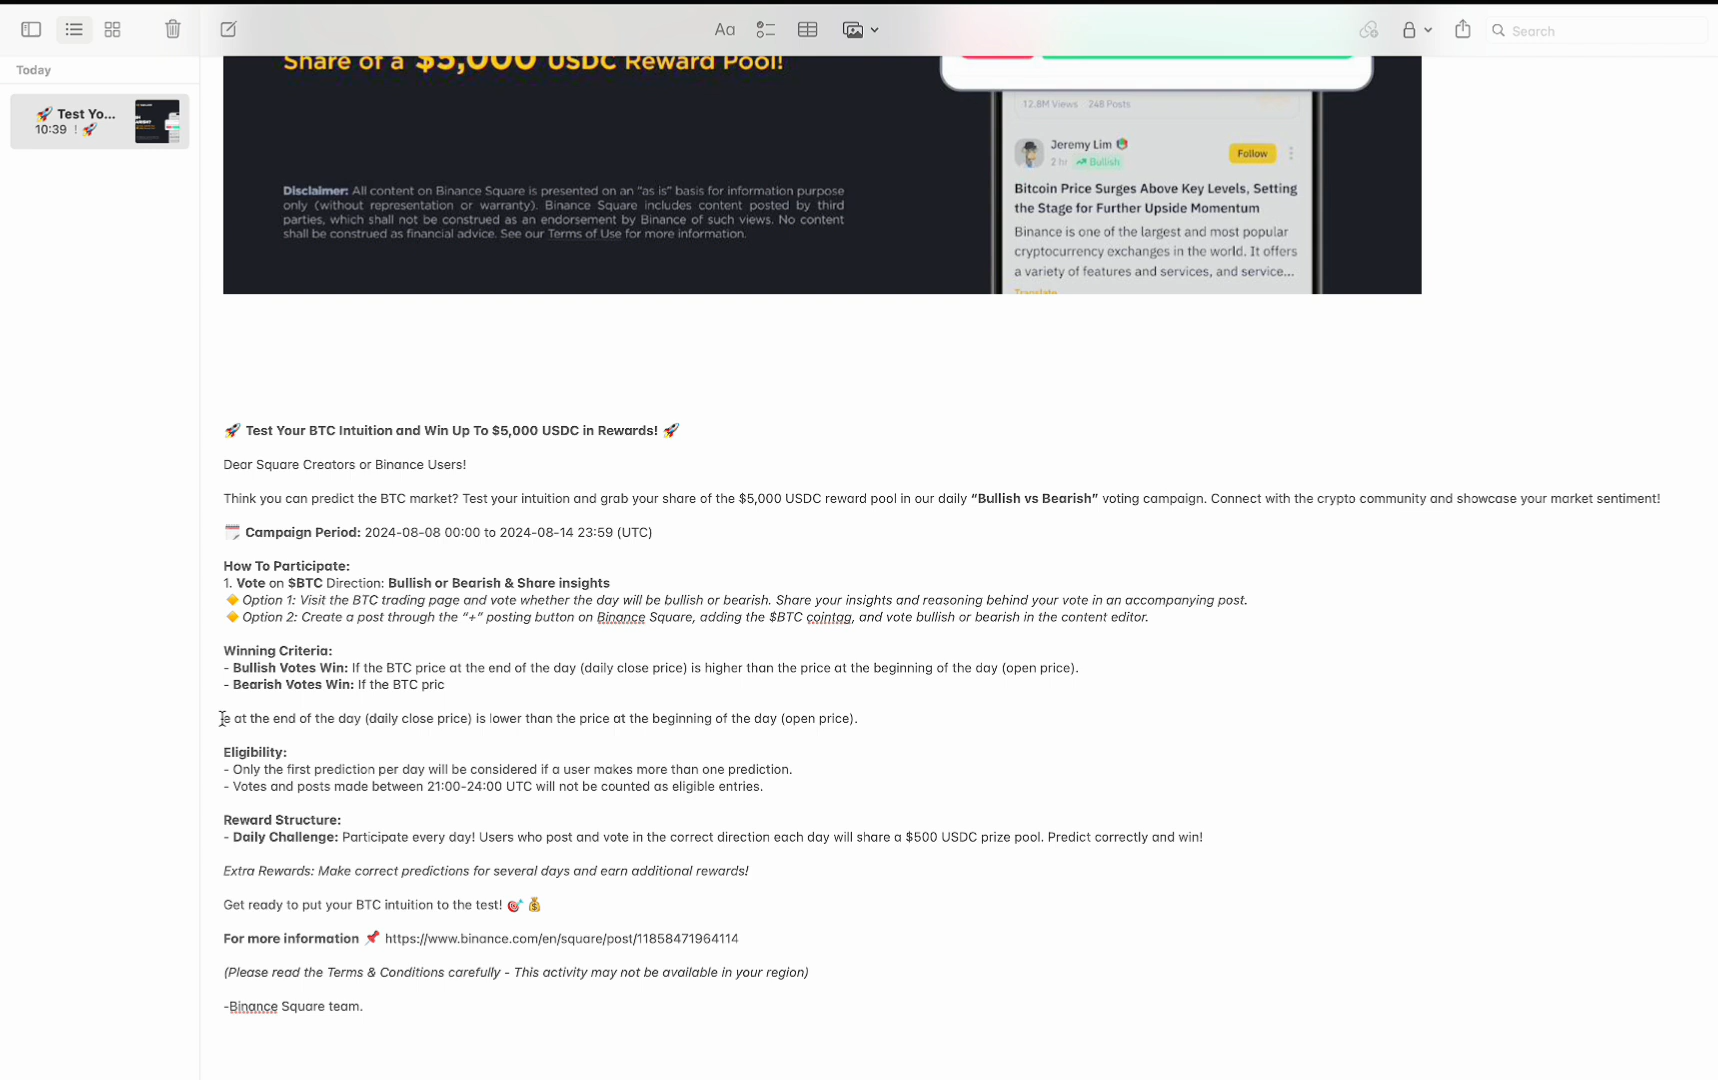 Aa
Search
Today
🚀 Test Yo...
10:39 ! 🚀
Share of a $5,000 USDC Reward Pool!
Disclaimer: All content on Binance Square is presented on an “as is” basis for information purpose
only (without representation or warranty). Binance Square includes content posted by third
parties, which shall not be construed as an endorsement by Binance of such views. No content
shall be construed as financial advice. See our Terms of Use for more information.
12.8M Views 248 Posts
Jeremy Lim
2 hr Bullish
Follow
Bitcoin Price Surges Above Key Levels, Setting
the Stage for Further Upside Momentum
Binance is one of the largest and most popular
cryptocurrency exchanges in the world. It offers
a variety of features and services, and service...
Translate
🚀 Test Your BTC Intuition and Win Up To $5,000 USDC in Rewards! 🚀
Dear Square Creators or Binance Users!
Think you can predict the BTC market? Test your intuition and grab your share of the $5,000 USDC reward pool in our daily “Bullish vs Bearish” voting campaign. Connect with the crypto community and showcase your market sentiment!
🗓️ Campaign Period: 2024-08-08 00:00 to 2024-08-14 23:59 (UTC)
How To Participate:
1. Vote on $BTC Direction: Bullish or Bearish & Share insights
🔸 Option 1: Visit the BTC trading page and vote whether the day will be bullish or bearish. Share your insights and reasoning behind your vote in an accompanying post.
🔸 Option 2: Create a post through the “+” posting button on Binance Square, adding the $BTC cointag, and vote bullish or bearish in the content editor.
Winning Criteria:
- Bullish Votes Win: If the BTC price at the end of the day (daily close price) is higher than the price at the beginning of the day (open price).
- Bearish Votes Win: If the BTC pric
e at the end of the day (daily close price) is lower than the price at the beginning of the day (open price).
Eligibility:
- Only the first prediction per day will be considered if a user makes more than one prediction.
- Votes and posts made between 21:00-24:00 UTC will not be counted as eligible entries.
Reward Structure:
- Daily Challenge: Participate every day! Users who post and vote in the correct direction each day will share a $500 USDC prize pool. Predict correctly and win!
Extra Rewards: Make correct predictions for several days and earn additional rewards!
Get ready to put your BTC intuition to the test! 🎯 💰
For more information 📌 https://www.binance.com/en/square/post/11858471964114
(Please read the Terms & Conditions carefully - This activity may not be available in your region)
-Binance Square team.